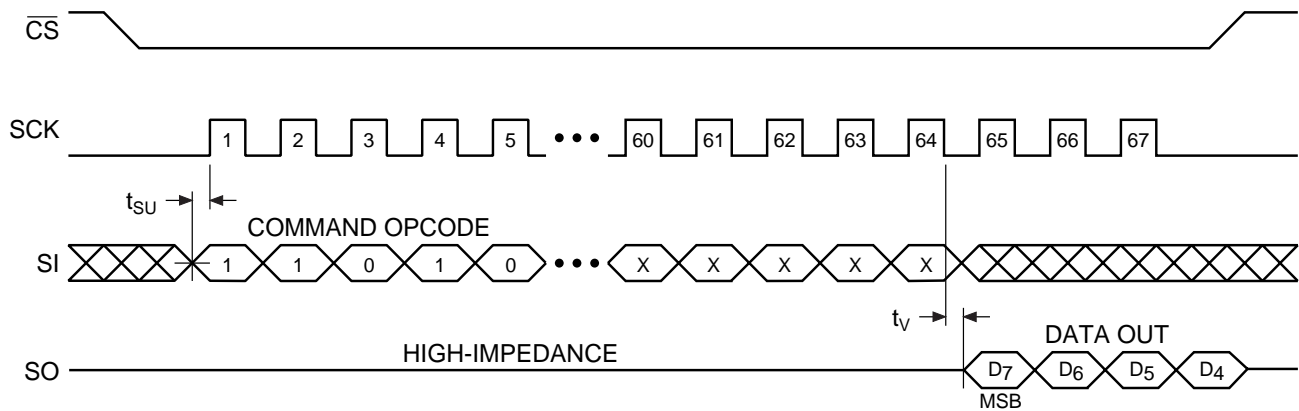 CS
SCK 1 2 3 4 5 ••• 60 61 62 63 64 65 66 67
tSU
COMMAND OPCODE
SI 1 1 0 1 0 ••• X X X X X
tV
DATA OUT
HIGH-IMPEDANCE
SO D7 D6 D5 D4
MSB